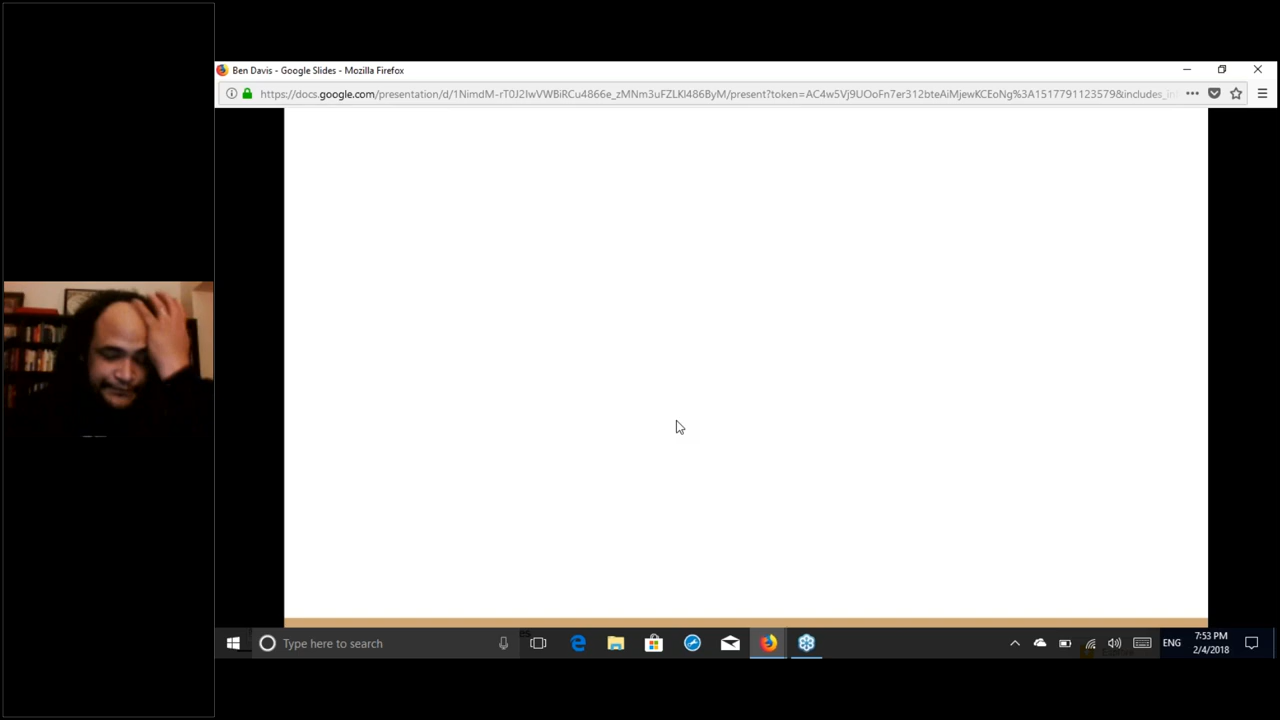 Ben Davis - Google Slides - Mozilla Firefox
https://docs.google.com/presentation/d/1NimdM-rT0J2IwVWBiRCu4866e_zMNm3uFZLKI486ByM/present?token=AC4w5Vj9UOoFn7er312bteAiMjewKCEoNg%3A1517791123579&includes_in
Type here to search
ENG
7:53 PM
2/4/2018